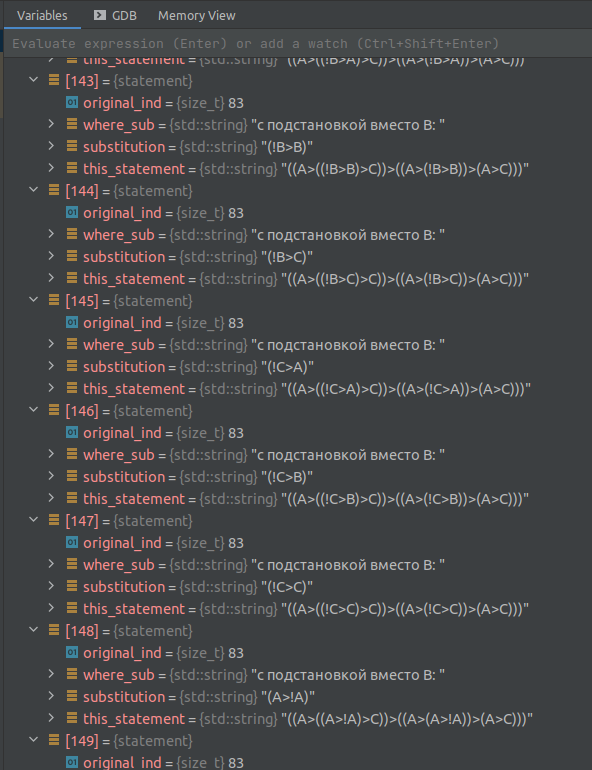 Variables GDB Memory View
Evaluate expression (Enter) or add a watch (Ctrl+Shift+Enter)
this_statement = {std::string} "((A>((!B>A)>C))>((A>(!B>A))>(A>C)))"
[143] = {statement}
original_ind = {size_t} 83
where_sub = {std::string} "с подстановкой вместо B: "
substitution = {std::string} "(!B>B)"
this_statement = {std::string} "((A>((!B>B)>C))>((A>(!B>B))>(A>C)))"
[144] = {statement}
original_ind = {size_t} 83
where_sub = {std::string} "с подстановкой вместо B: "
substitution = {std::string} "(!B>C)"
this_statement = {std::string} "((A>((!B>C)>C))>((A>(!B>C))>(A>C)))"
[145] = {statement}
original_ind = {size_t} 83
where_sub = {std::string} "с подстановкой вместо B: "
substitution = {std::string} "(!C>A)"
this_statement = {std::string} "((A>((!C>A)>C))>((A>(!C>A))>(A>C)))"
[146] = {statement}
original_ind = {size_t} 83
where_sub = {std::string} "с подстановкой вместо B: "
substitution = {std::string} "(!C>B)"
this_statement = {std::string} "((A>((!C>B)>C))>((A>(!C>B))>(A>C)))"
[147] = {statement}
original_ind = {size_t} 83
where_sub = {std::string} "с подстановкой вместо B: "
substitution = {std::string} "(!C>C)"
this_statement = {std::string} "((A>((!C>C)>C))>((A>(!C>C))>(A>C)))"
[148] = {statement}
original_ind = {size_t} 83
where_sub = {std::string} "с подстановкой вместо B: "
substitution = {std::string} "(A>!A)"
this_statement = {std::string} "((A>((A>!A)>C))>((A>(A>!A))>(A>C)))"
[149] = {statement}
original_ind = {size_t} 83